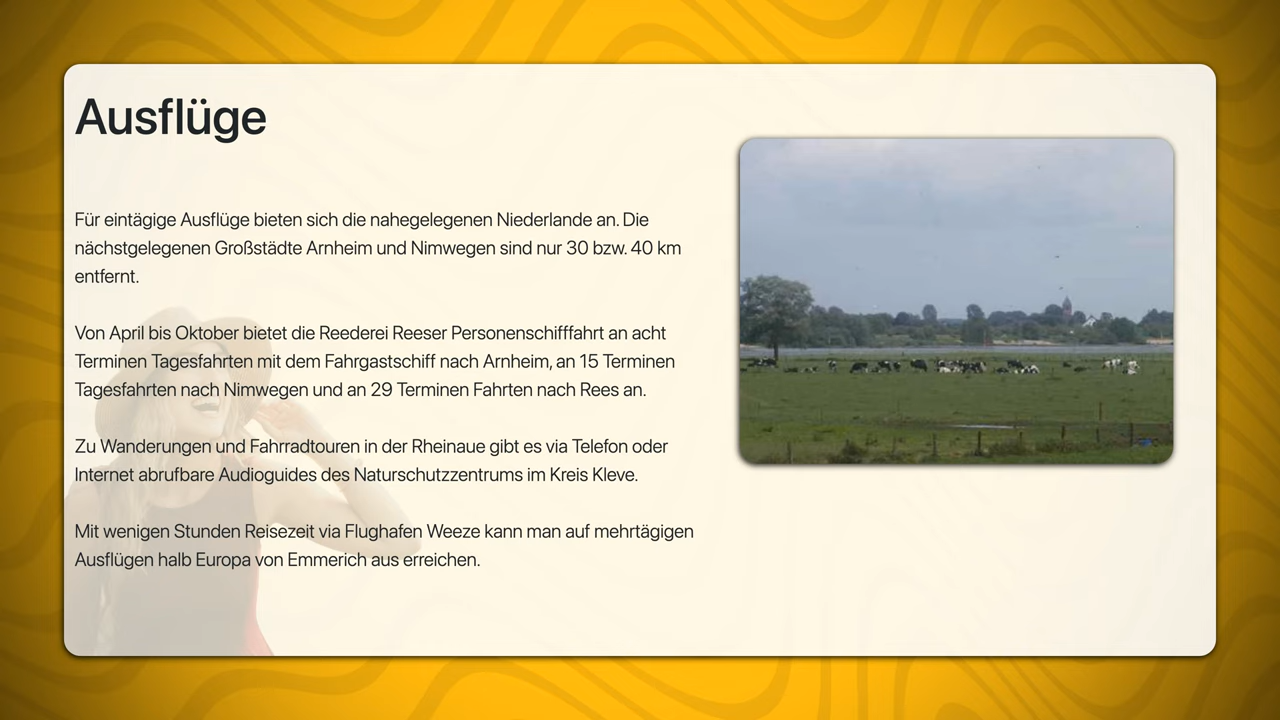 Ausflüge
Für eintägige Ausflüge bieten sich die nahegelegenen Niederlande an. Die
nächstgelegenen Großstädte Arnheim und Nimwegen sind nur 30 bzw. 40 km
entfernt.
Von April bis Oktober bietet die Reederei Reeser Personenschifffahrt an acht
Terminen Tagesfahrten mit dem Fahrgastschiff nach Arnheim, an 15 Terminen
Tagesfahrten nach Nimwegen und an 29 Terminen Fahrten nach Rees an.
Zu Wanderungen und Fahrradtouren in der Rheinaue gibt es via Telefon oder
Internet abrufbare Audioguides des Naturschutzzentrums im Kreis Kleve.
Mit wenigen Stunden Reisezeit via Flughafen Weeze kann man auf mehrtägigen
Ausflügen halb Europa von Emmerich aus erreichen.